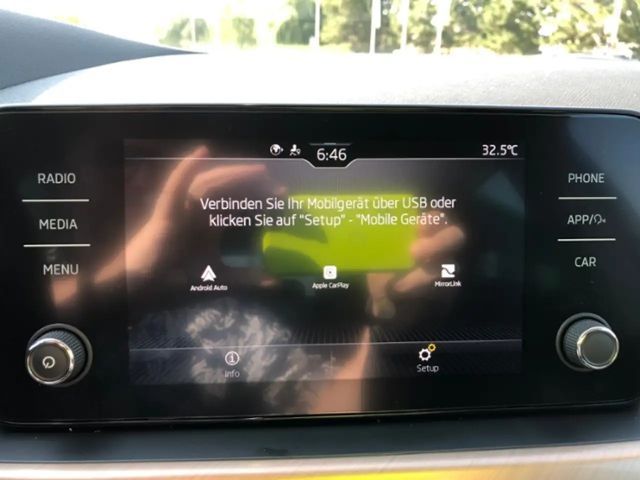 6:46
32.5°C
RADIO
MEDIA
MENU
PHONE
APP/
CAR
Verbinden Sie Ihr Mobilgerät über USB oder
klicken Sie auf "Setup" - "Mobile Geräte".
Android Auto
Apple CarPlay
MirrorLink
Info
Setup